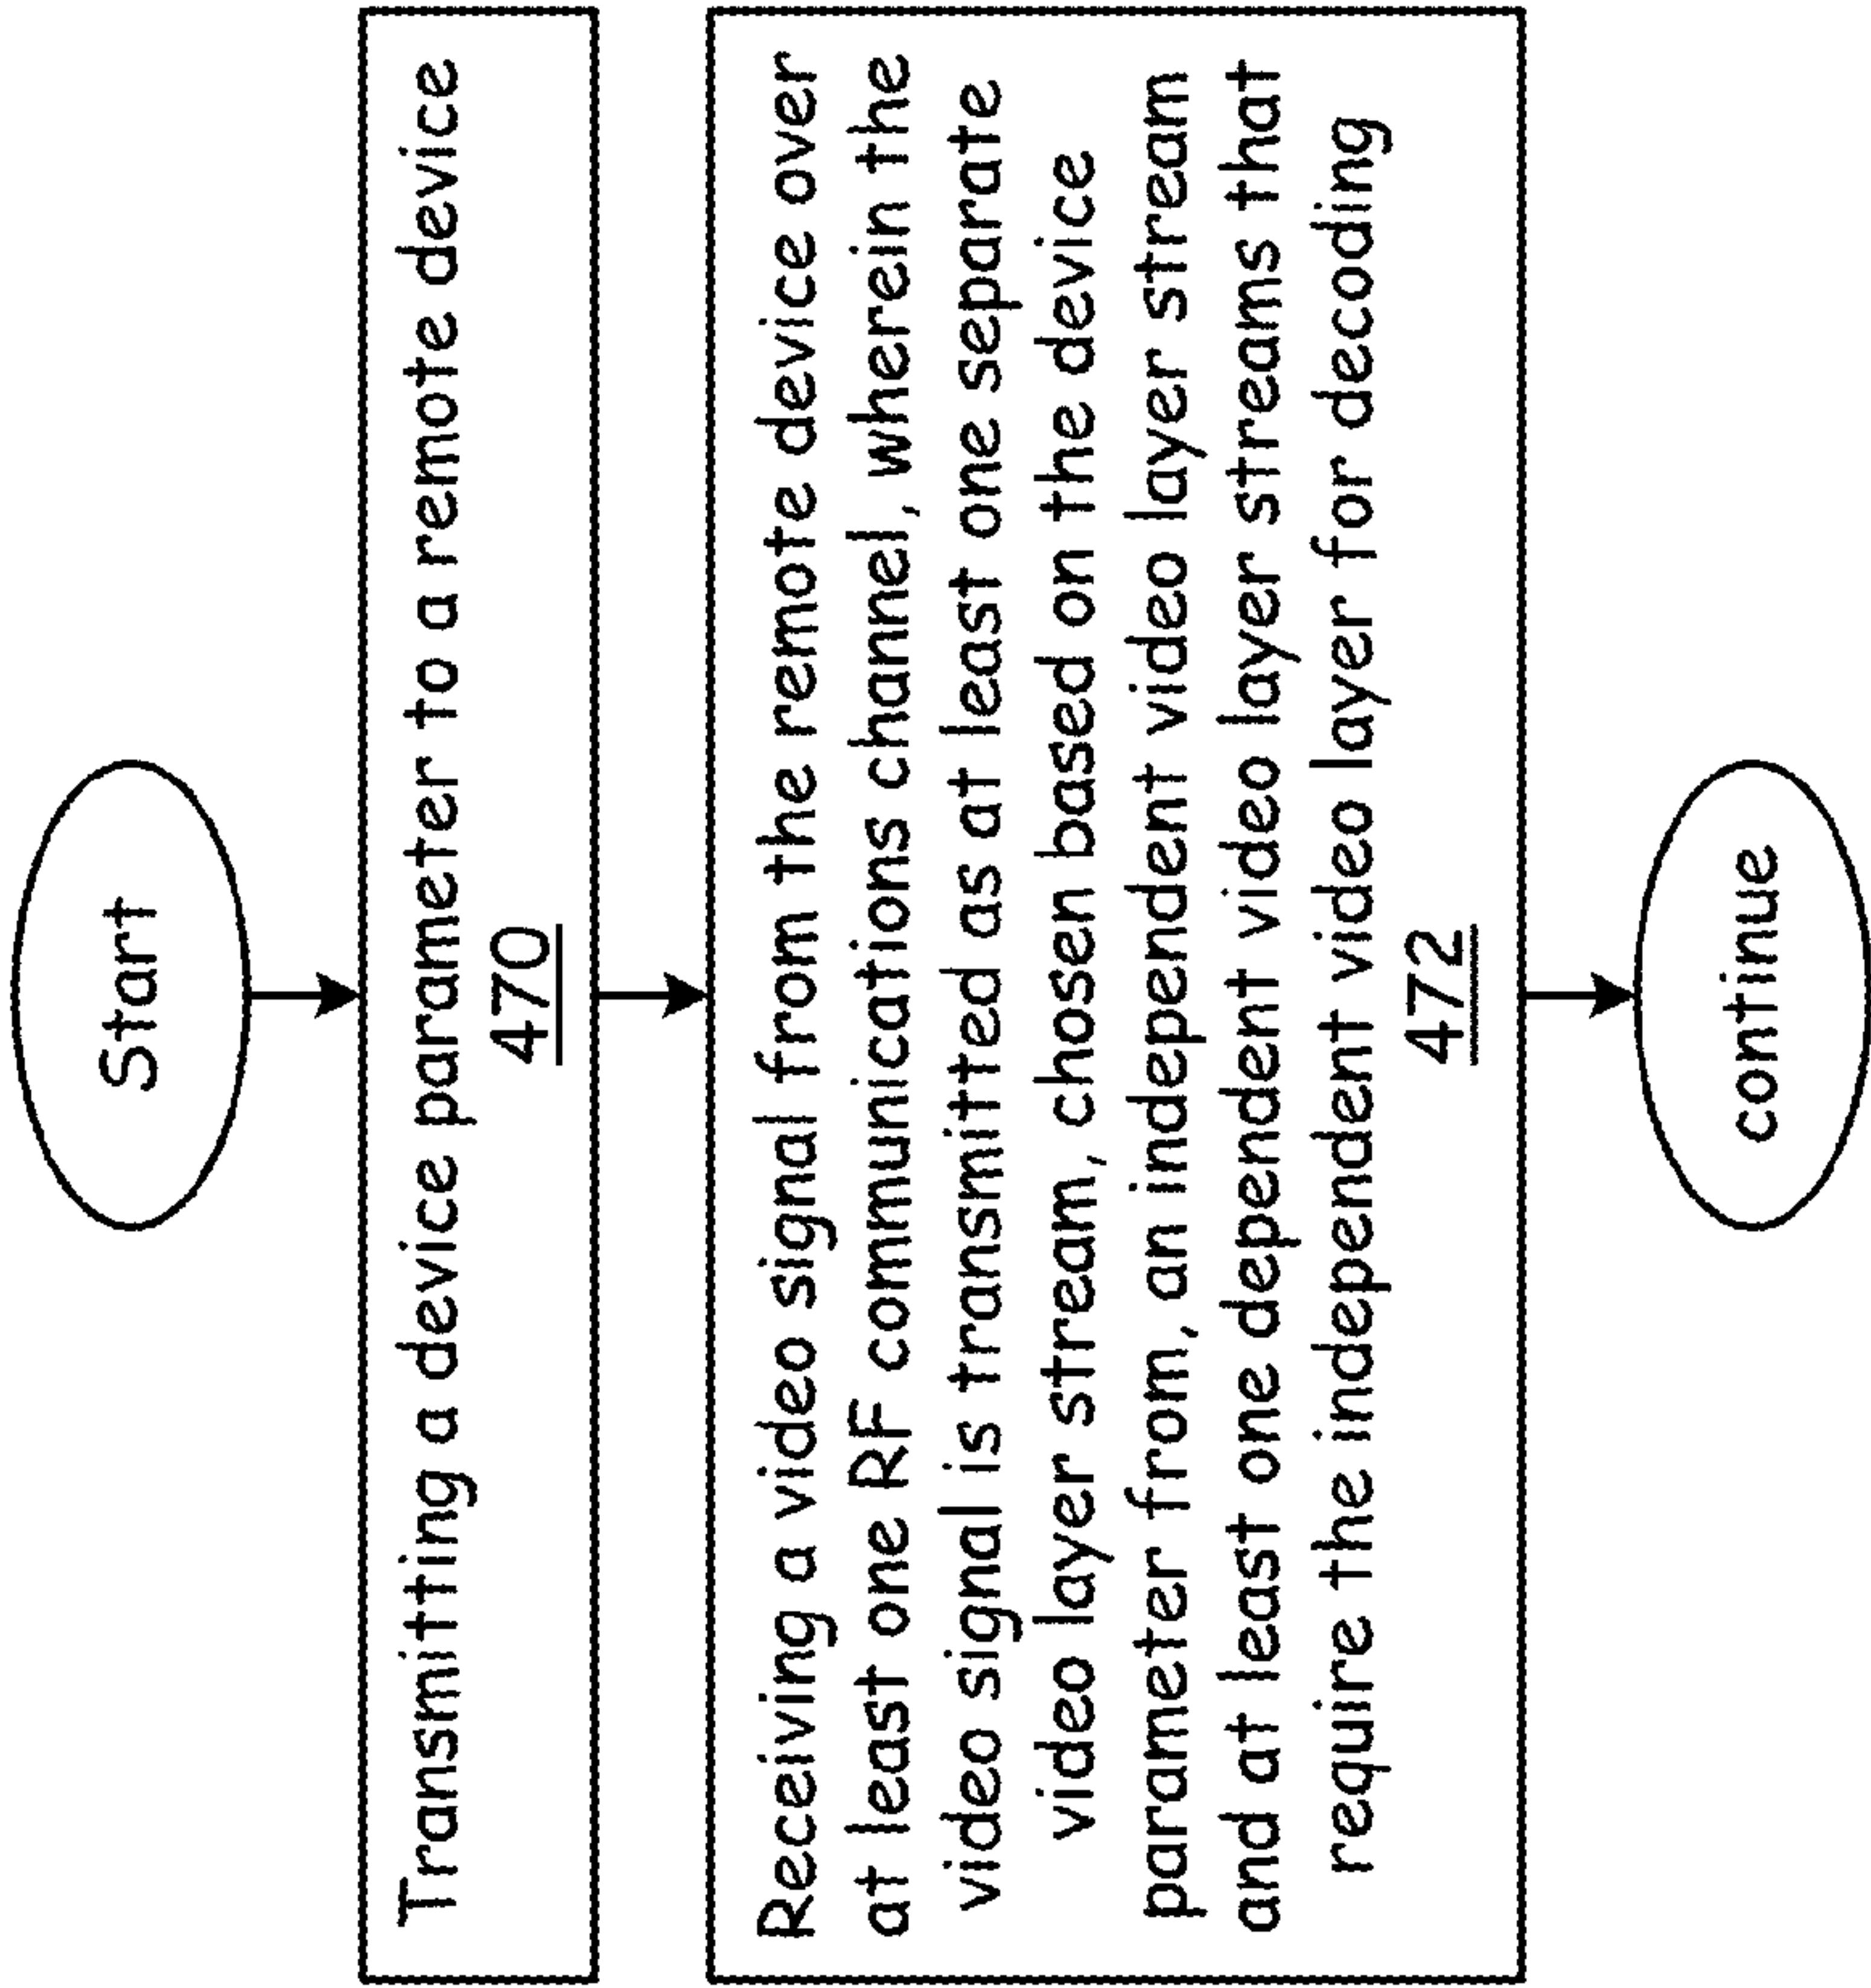 Start
Transmitting a device parameter to a remote device
470
Receiving a video signal from the remote device over
at least one RF communications channel, wherein the
video signal is transmitted as at least one separate
video layer stream, chosen based on the device
parameter from, an independent video layer stream
and at least one dependent video layer streams that
require the independent video layer for decoding
472
continue